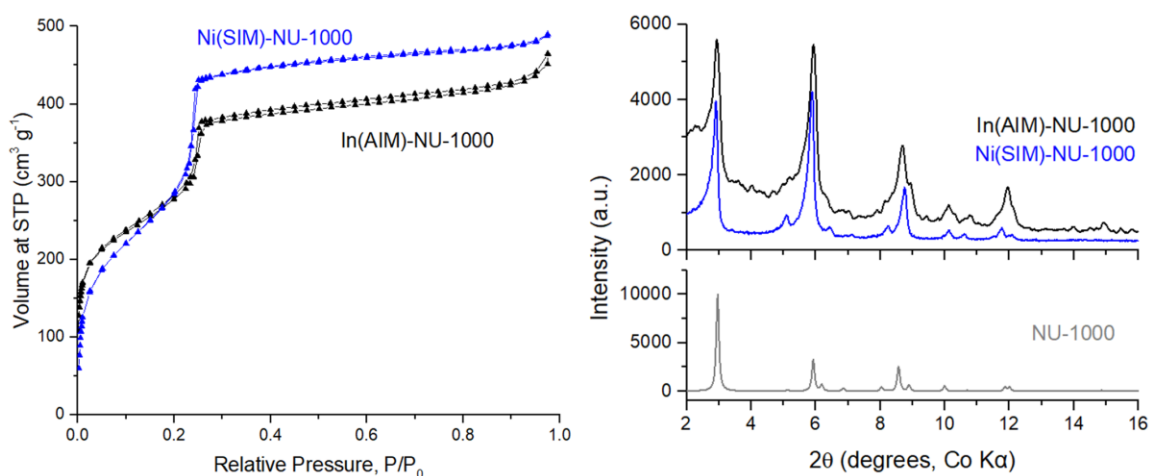 500
400
300
200
100
0
Volume at STP (cm³ g⁻¹)
Ni(SIM)-NU-1000
In(AIM)-NU-1000
0.0 0.2 0.4 0.6 0.8 1.0
Relative Pressure, P/P₀
6000
4000
2000
0
In(AIM)-NU-1000
Ni(SIM)-NU-1000
Intensity (a.u.)
10000
5000
0
NU-1000
2 4 6 8 10 12 14 16
2θ (degrees, Co Kα)